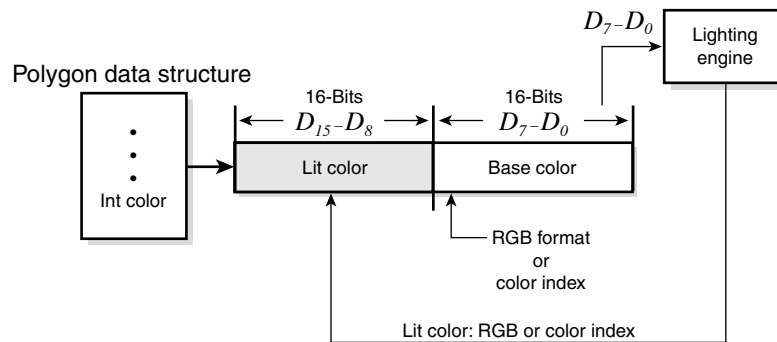 D7–D0
Lighting
engine
Polygon data structure
16-Bits
16-Bits
D15–D8
D7–D0
Int color
Lit color
Base color
RGB format
or
color index
Lit color: RGB or color index